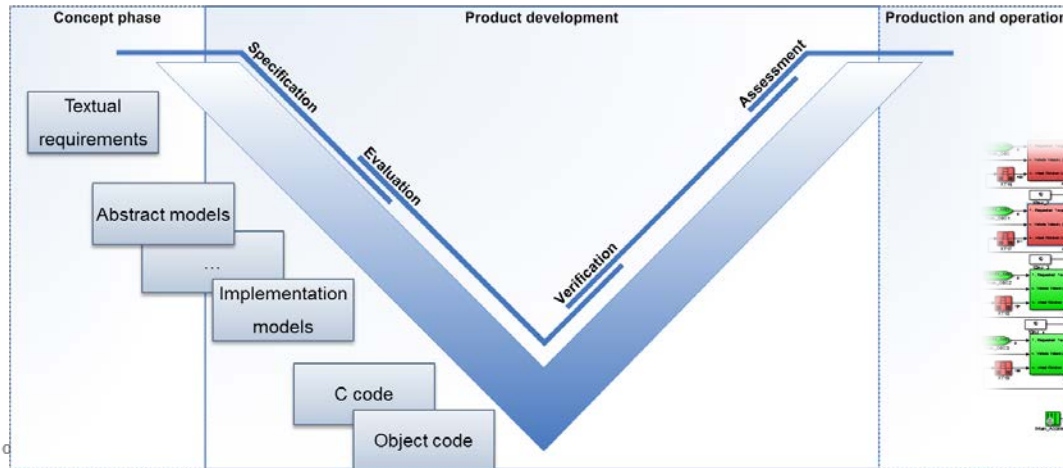 Concept phase
Product development
Production and operation
Specification
Evaluation
Verification
Assessment
Textual
requirements
Abstract models
...
Implementation
models
C code
Object code